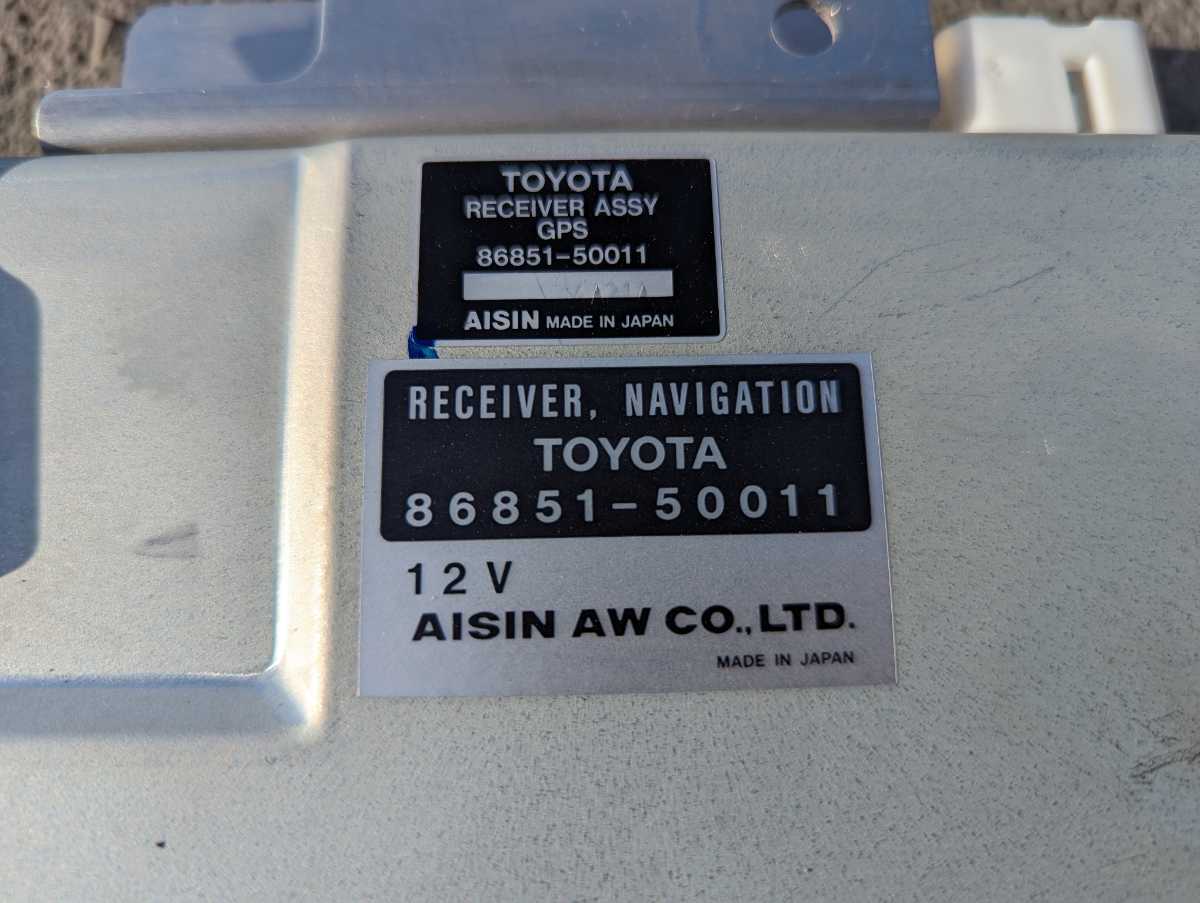 TOYOTA
RECEIVER ASSY
GPS
86851-50011
AISIN MADE IN JAPAN
RECEIVER, NAVIGATION
TOYOTA
86851-50011
12V
AISIN AW CO., LTD.
MADE IN JAPAN